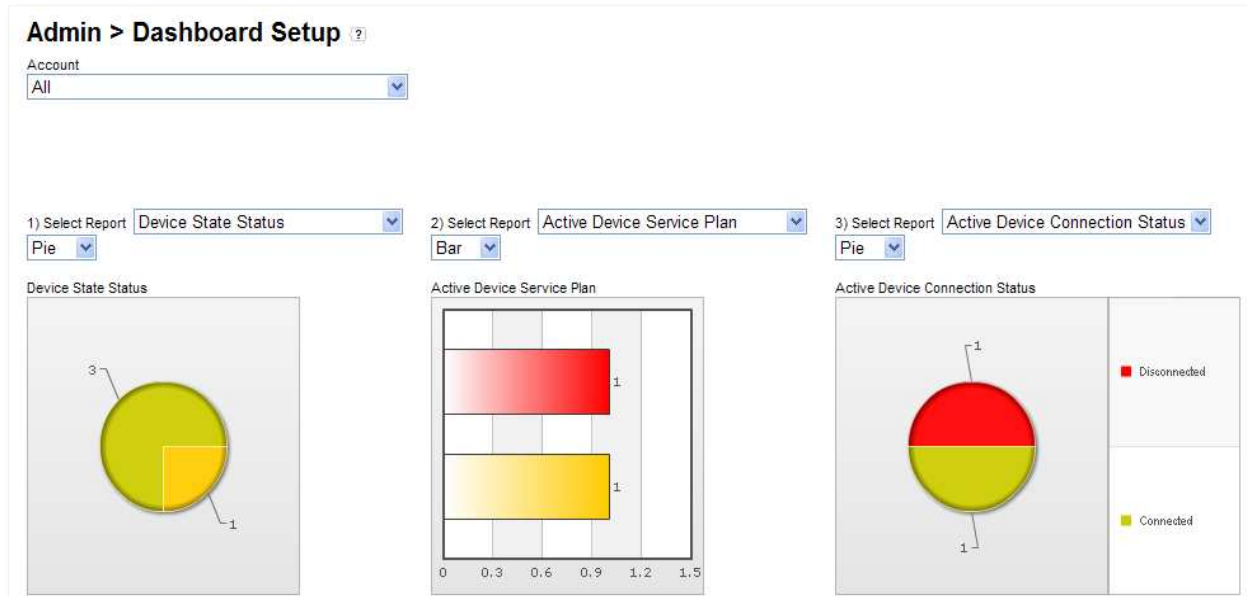 Admin > Dashboard Setup ?
Account
All
1) Select Report Device State Status
Pie
2) Select Report Active Device Service Plan
Bar
3) Select Report Active Device Connection Status
Pie
Device State Status
3
1
Active Device Service Plan
1
1
0 0.3 0.6 0.9 1.2 1.5
Active Device Connection Status
1
1
Disconnected
Connected